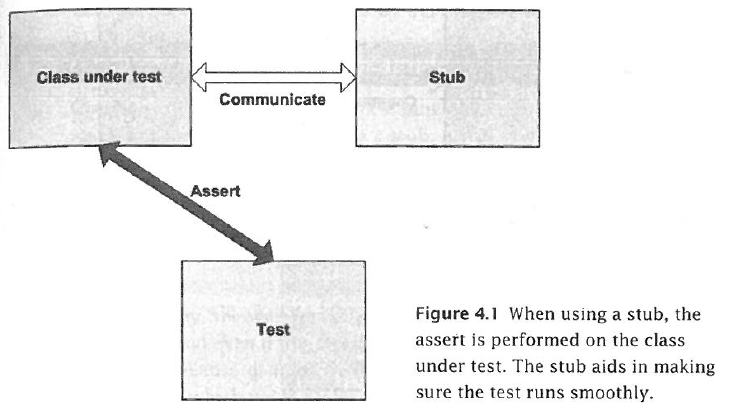 Class under test
Stub
Communicate
Assert
Test
Figure 4.1 When using a stub, the
assert is performed on the class
under test. The stub aids in making
sure the test runs smoothly.